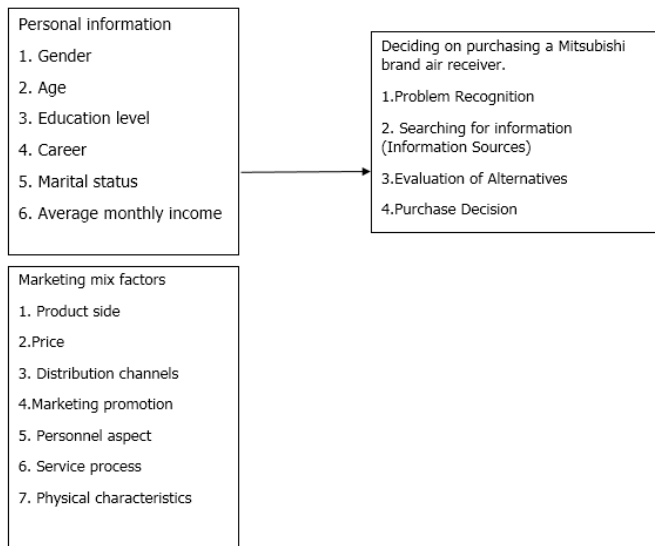 Personal information
1. Gender
2. Age
3. Education level
4. Career
5. Marital status
6. Average monthly income
Deciding on purchasing a Mitsubishi
brand air receiver.
1.Problem Recognition
2. Searching for information
(Information Sources)
3.Evaluation of Alternatives
4.Purchase Decision
Marketing mix factors
1. Product side
2.Price
3. Distribution channels
4.Marketing promotion
5. Personnel aspect
6. Service process
7. Physical characteristics